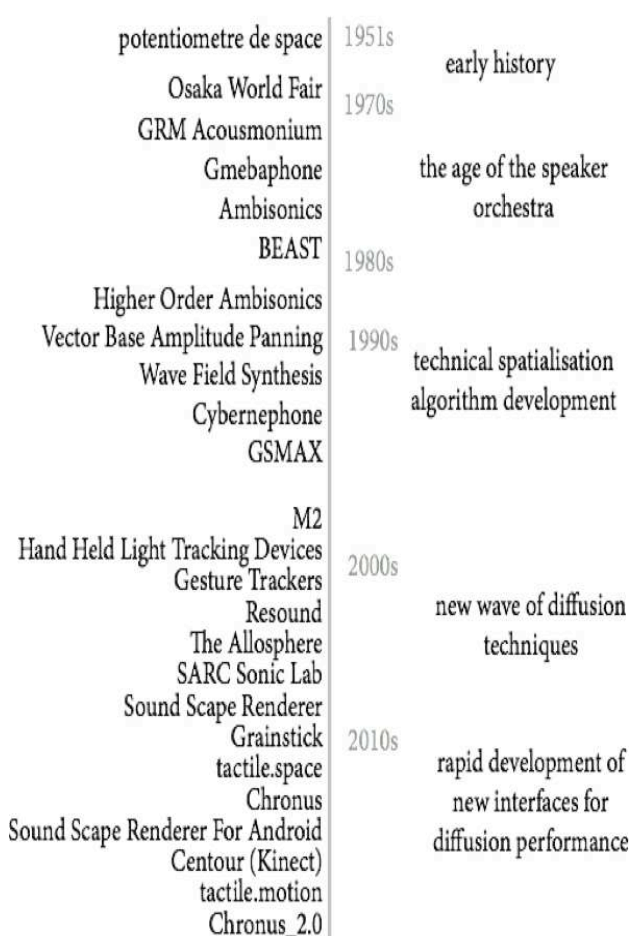 potentiometre de space
1951s
early history
Osaka World Fair
1970s
GRM Acousmonium
Gmebaphone
the age of the speaker
orchestra
Ambisonics
BEAST
1980s
Higher Order Ambisonics
Vector Base Amplitude Panning
1990s
technical spatialisation
algorithm development
Wave Field Synthesis
Cybernephone
GSMAX
M2
Hand Held Light Tracking Devices
2000s
Gesture Trackers
Resound
new wave of diffusion
techniques
The Allosphere
SARC Sonic Lab
Sound Scape Renderer
Grainstick
2010s
tactile.space
rapid development of
new interfaces for
diffusion performance
Chronus
Sound Scape Renderer For Android
Centour (Kinect)
tactile.motion
Chronus_2.0